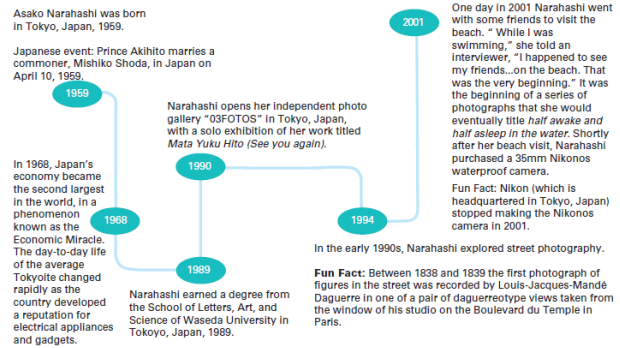 Asako Narahashi was born
in Tokyo, Japan, 1959.
Japanese event: Prince Akihito marries a
commoner, Mishiko Shoda, in Japan on
April 10, 1959.
1959
In 1968, Japan's
economy became
the second largest
in the world, in a
phenomenon
known as the
Economic Miracle.
The day-to-day life
of the average
Tokyoite changed
rapidly as the
country developed
a reputation for
electrical appliances
and gadgets.
1968
1989
Narahashi earned a degree from
the School of Letters, Art, and
Science of Waseda University in
Tokoyo, Japan, 1989.
Narahashi opens her independent photo
gallery "03FOTOS" in Tokyo, Japan,
with a solo exhibition of her work titled
Mata Yuku Hito (See you again).
1990
1994
In the early 1990s, Narahashi explored street photography.
Fun Fact: Between 1838 and 1839 the first photograph of
figures in the street was recorded by Louis-Jacques-Mandé
Daguerre in one of a pair of daguerreotype views taken from
the window of his studio on the Boulevard du Temple in
Paris.
2001
One day in 2001 Narahashi went
with some friends to visit the
beach. " While I was
swimming," she told an
interviewer, "I happened to see
my friends...on the beach. That
was the very beginning." It was
the beginning of a series of
photographs that she would
eventually title half awake and
half asleep in the water. Shortly
after her beach visit, Narahashi
purchased a 35mm Nikonos
waterproof camera.
Fun Fact: Nikon (which is
headquartered in Tokyo, Japan)
stopped making the Nikonos
camera in 2001.